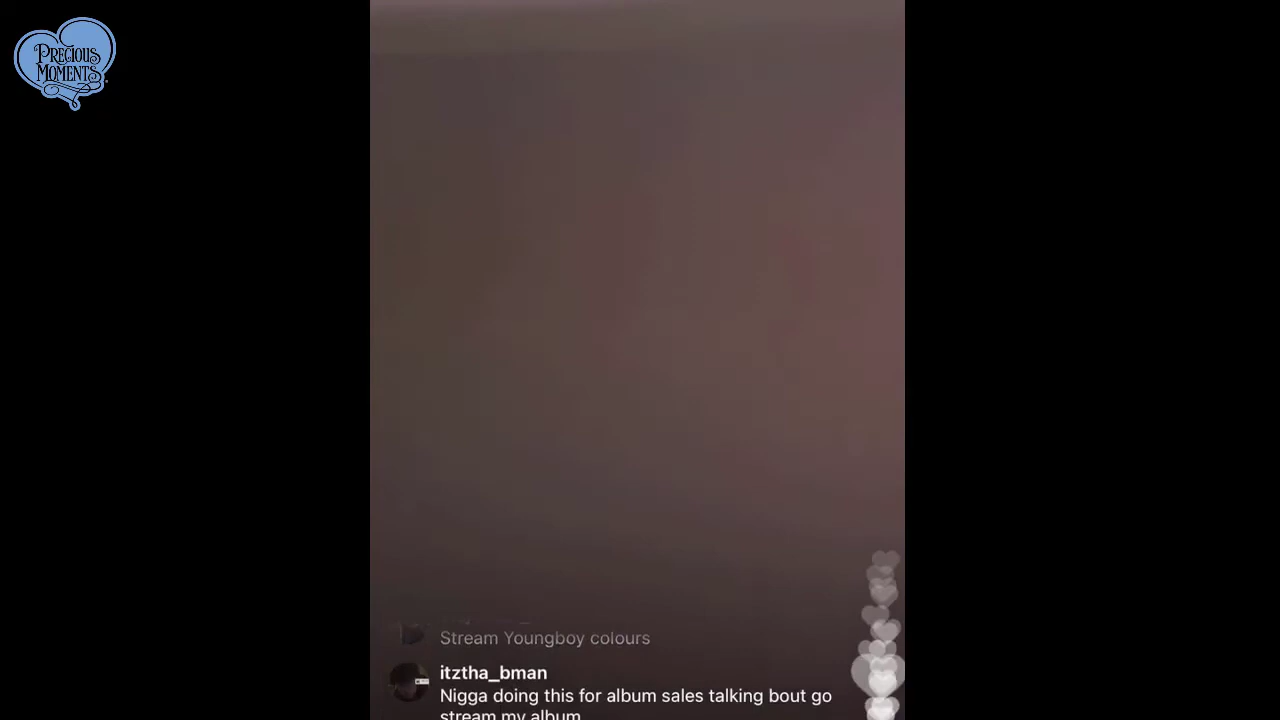 PRECIOUS
MOMENTS
Stream Youngboy colours
itztha_bman
Nigga doing this for album sales talking bout go
stream my album